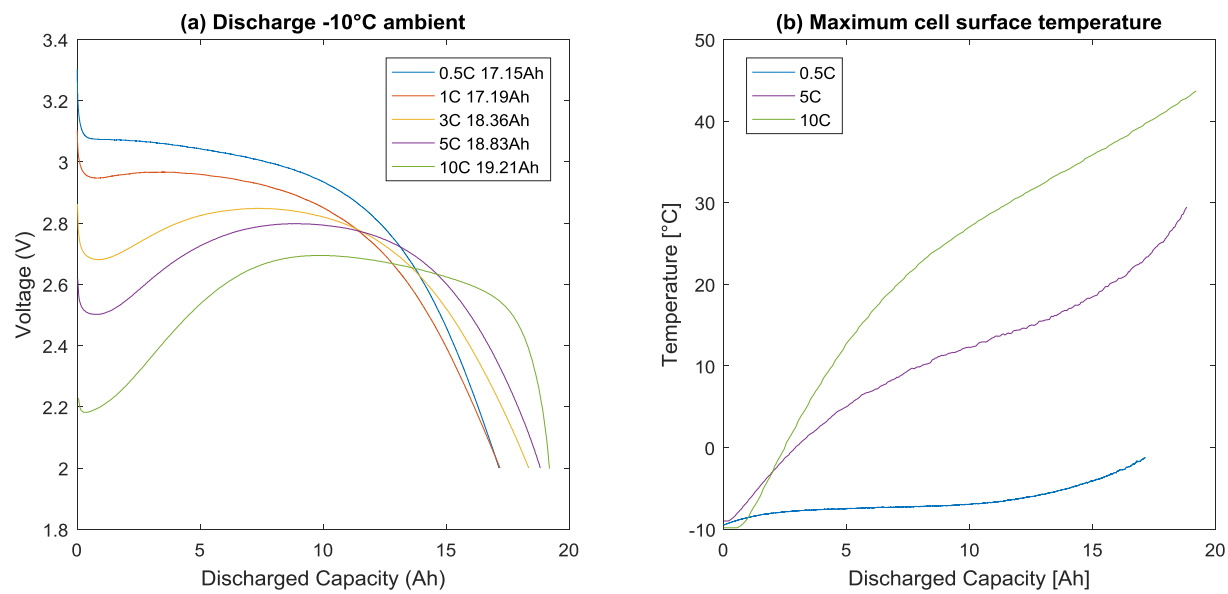 (a) Discharge -10°C ambient
3.4
3.2
3
2.8
2.6
2.4
2.2
2
1.8
Voltage (V)
0.5C 17.15Ah
1C 17.19Ah
3C 18.36Ah
5C 18.83Ah
10C 19.21Ah
0 5 10 15 20
Discharged Capacity (Ah)
(b) Maximum cell surface temperature
50
40
30
20
10
0
-10
Temperature [°C]
0.5C
5C
10C
0 5 10 15 20
Discharged Capacity [Ah]